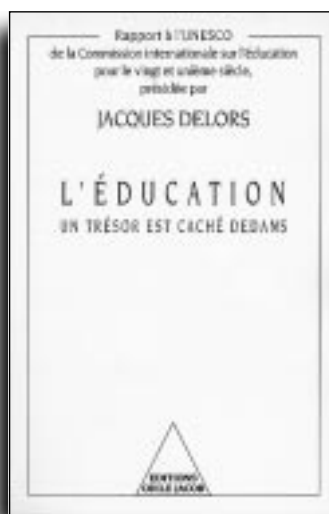 Rapport à l'UNESCO
de la Commission internationale sur l'éducation
pour le vingt et unième siècle,
présidée par
JACQUES DELORS
L'ÉDUCATION
UN TRÉSOR EST CACHÉ DEDANS
EDITIONS
ODILE JACOB